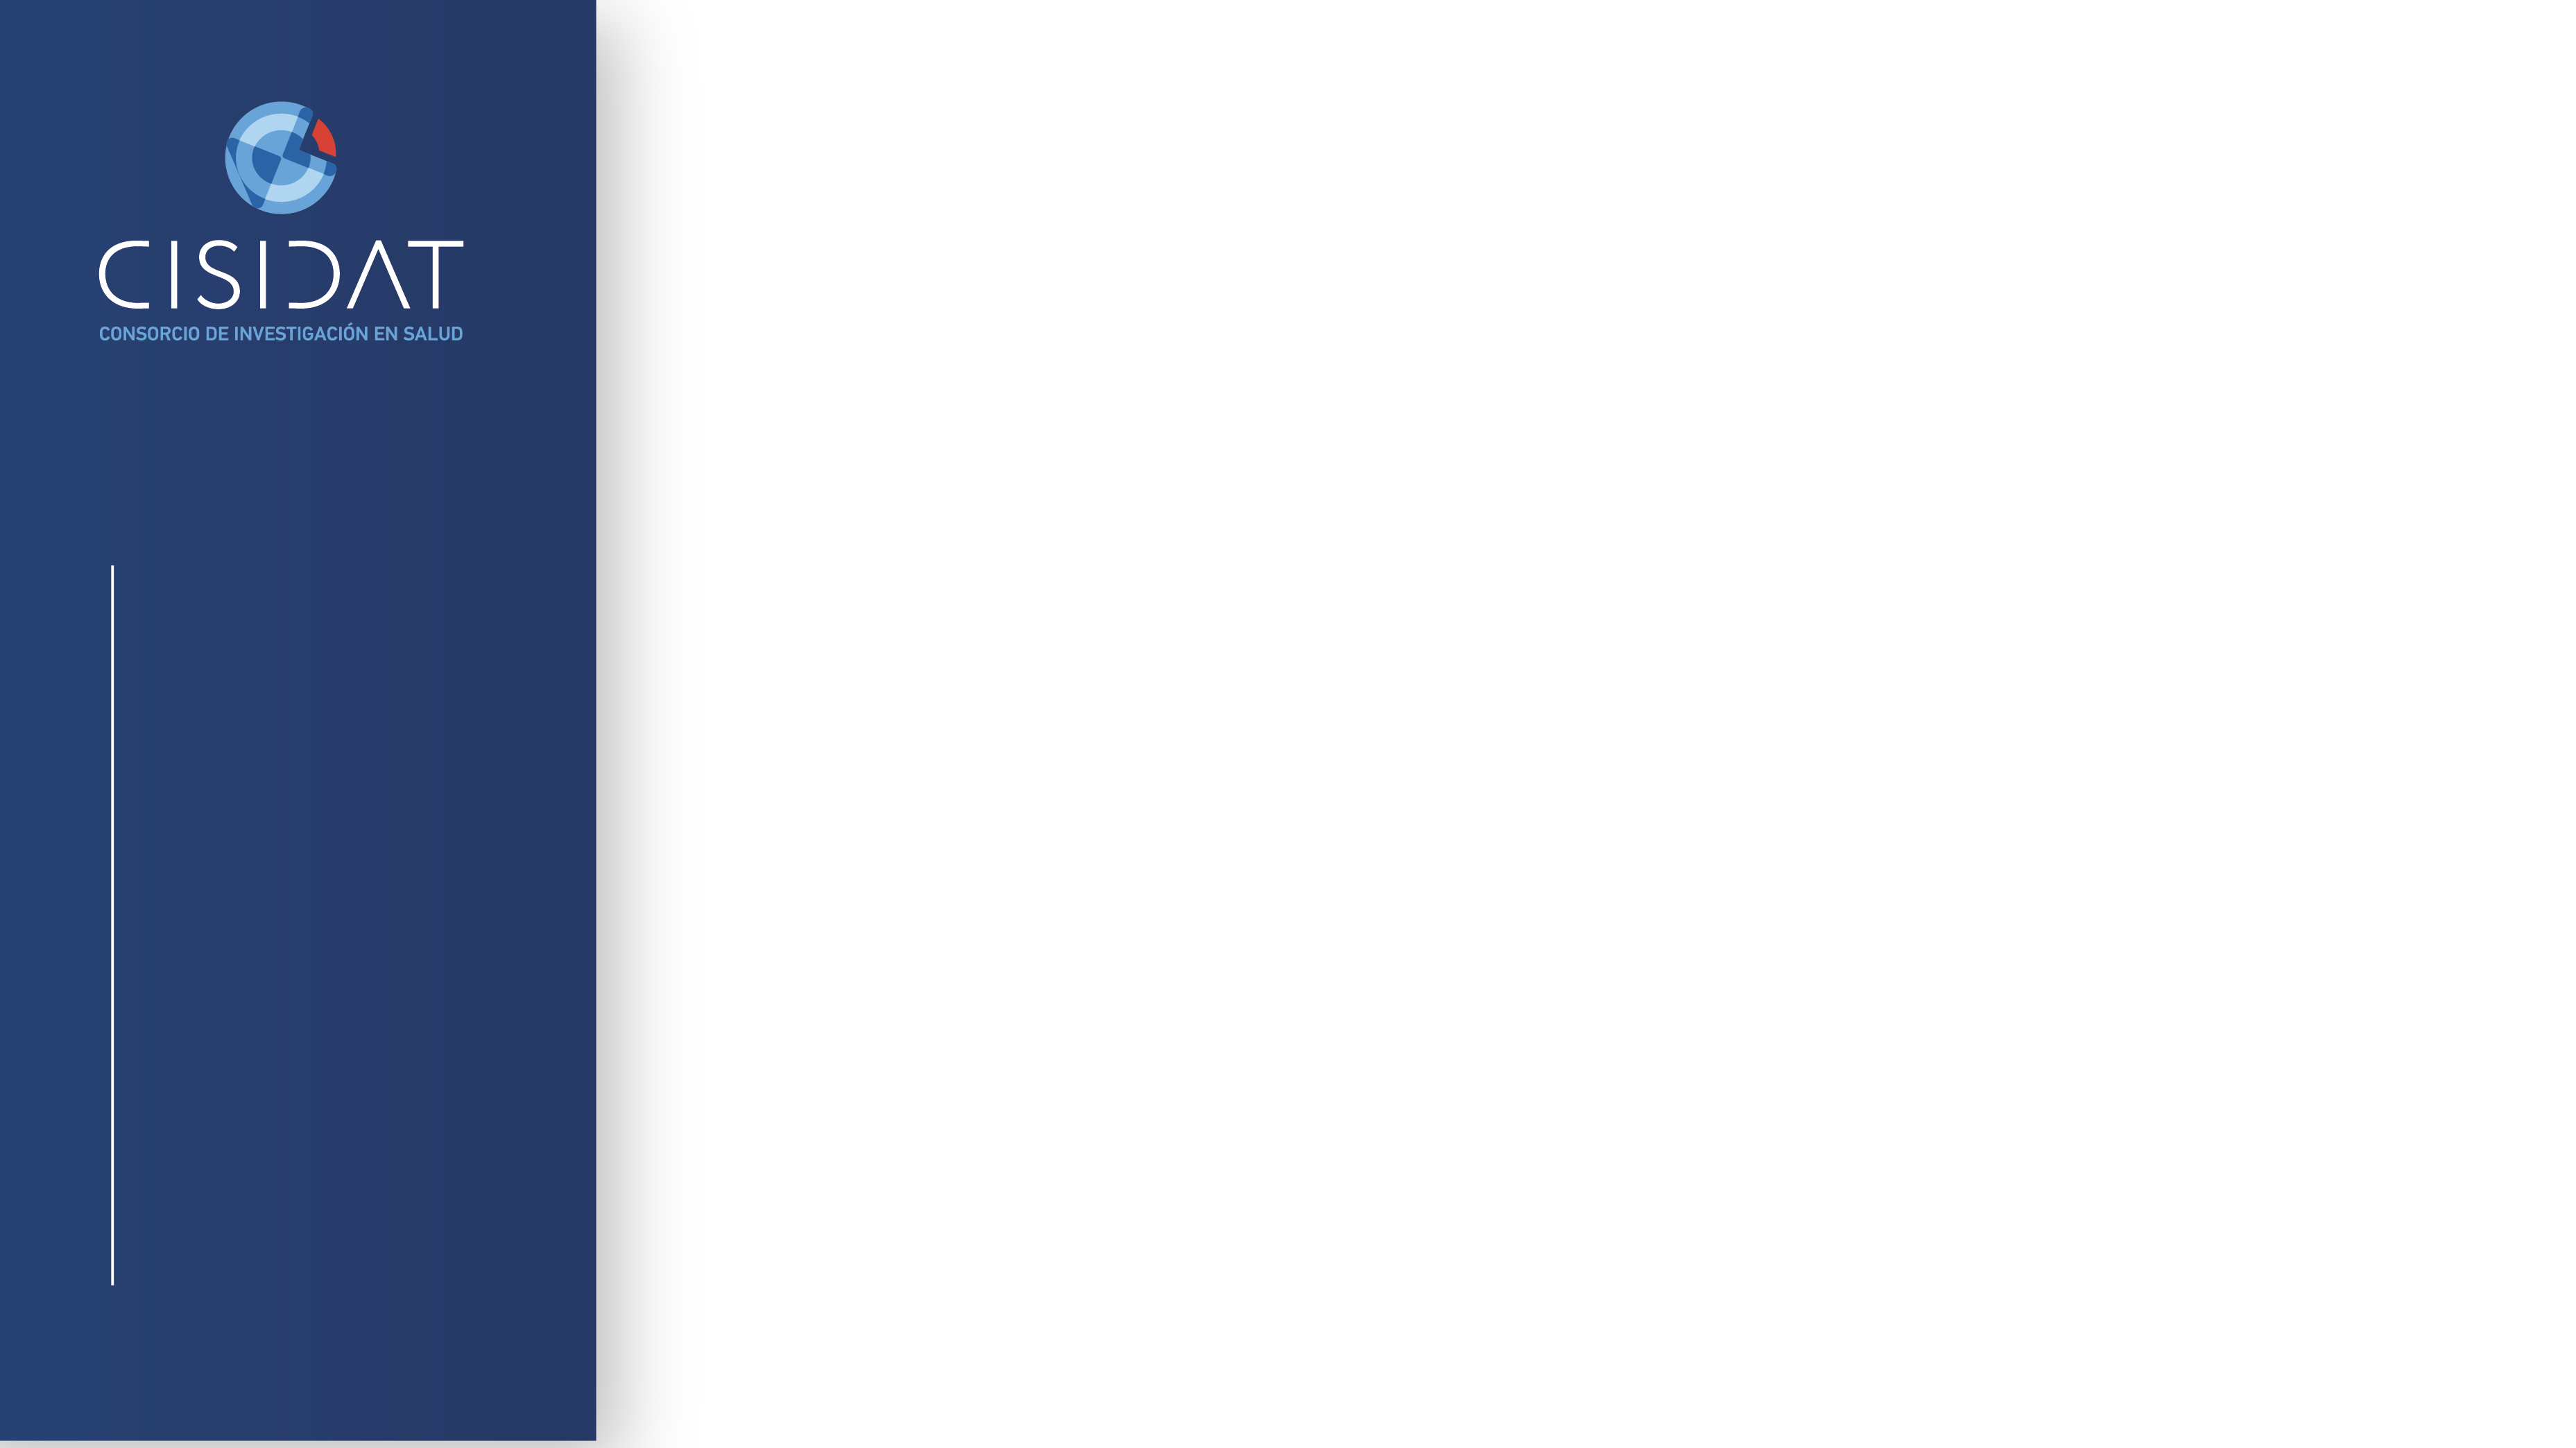 CISIDAT
CONSORCIO DE INVESTIGACIÓN EN SALUD